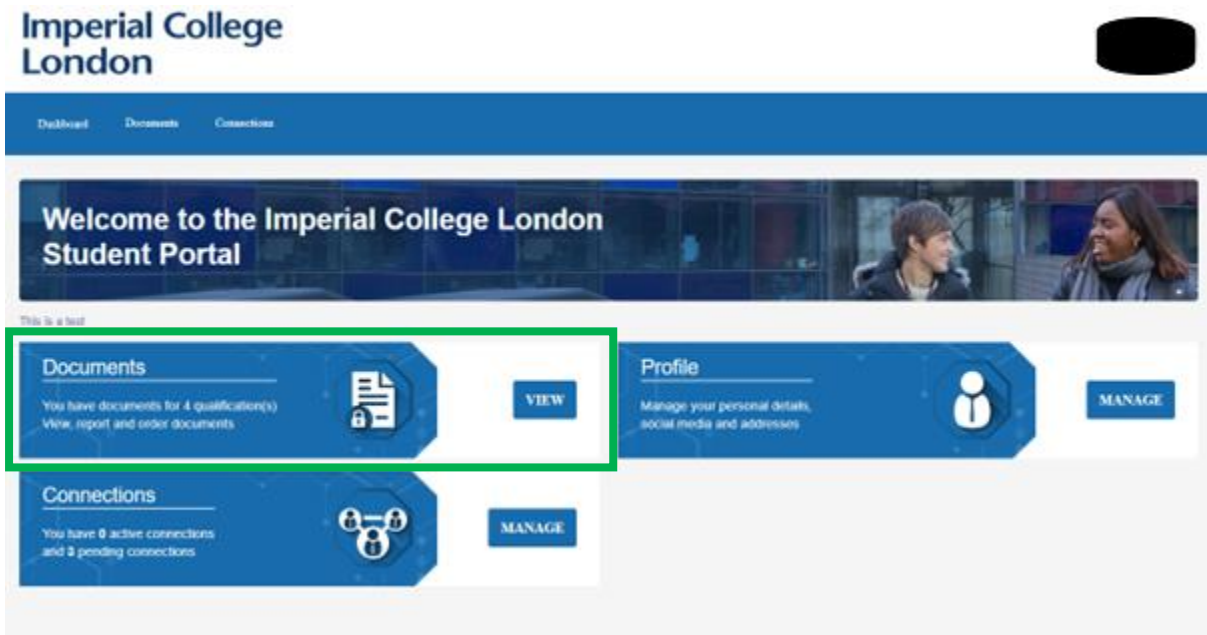 Imperial College
London
Dashboard Documents Connections
Welcome to the Imperial College London
Student Portal
This is a test
Documents
You have documents for 4 qualification(s)
View, report and order documents
VIEW
Profile
Manage your personal details,
social media and addresses
MANAGE
Connections
You have 0 active connections
and 3 pending connections
MANAGE